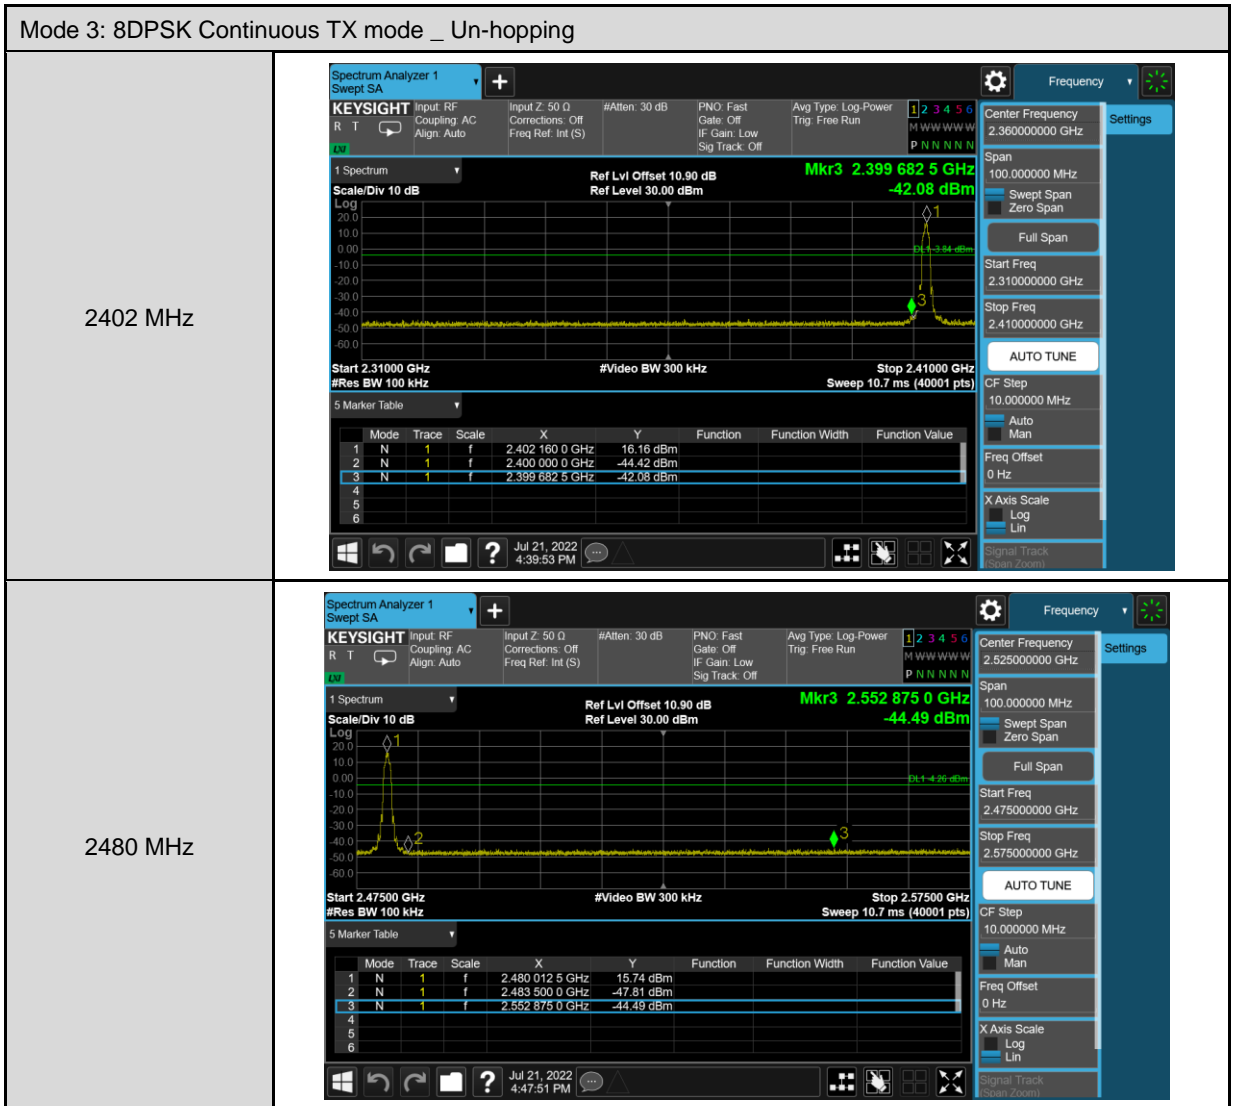 Mode 3: 8DPSK Continuous TX mode _ Un-hopping
2402 MHz
Spectrum Analyzer 1
Swept SA
Frequency
KEYSIGHT
R T
LXI
Input: RF
Coupling: AC
Align: Auto
Input Z: 50 Ω
Corrections: Off
Freq Ref: Int (S)
#Atten: 30 dB
PNO: Fast
Gate: Off
IF Gain: Low
Sig Track: Off
Avg Type: Log-Power
Trig: Free Run
1 2 3 4 5 6
M W W W W W
P N N N N N
1 Spectrum
Scale/Div 10 dB
Ref Lvl Offset 10.90 dB
Ref Level 30.00 dBm
Mkr3 2.399 682 5 GHz
-42.08 dBm
Log
20.0
10.0
0.00
-10.0
-20.0
-30.0
-40.0
-50.0
-60.0
1
DL1 -3.84 dBm
3
Start 2.31000 GHz
#Res BW 100 kHz
#Video BW 300 kHz
Stop 2.41000 GHz
Sweep 10.7 ms (40001 pts)
5 Marker Table
Mode Trace Scale X Y Function Function Width Function Value
1 N 1 f 2.402 160 0 GHz 16.16 dBm
2 N 1 f 2.400 000 0 GHz -44.42 dBm
3 N 1 f 2.399 682 5 GHz -42.08 dBm
4
5
6
?
Jul 21, 2022
4:39:53 PM
Center Frequency
2.360000000 GHz
Settings
Span
100.000000 MHz
Swept Span
Zero Span
Full Span
Start Freq
2.310000000 GHz
Stop Freq
2.410000000 GHz
AUTO TUNE
CF Step
10.000000 MHz
Auto
Man
Freq Offset
0 Hz
X Axis Scale
Log
Lin
Signal Track
(Span Zoom)
2480 MHz
Spectrum Analyzer 1
Swept SA
Frequency
KEYSIGHT
R T
LXI
Input: RF
Coupling: AC
Align: Auto
Input Z: 50 Ω
Corrections: Off
Freq Ref: Int (S)
#Atten: 30 dB
PNO: Fast
Gate: Off
IF Gain: Low
Sig Track: Off
Avg Type: Log-Power
Trig: Free Run
1 2 3 4 5 6
M W W W W W
P N N N N N
1 Spectrum
Scale/Div 10 dB
Ref Lvl Offset 10.90 dB
Ref Level 30.00 dBm
Mkr3 2.552 875 0 GHz
-44.49 dBm
Log
20.0
10.0
0.00
-10.0
-20.0
-30.0
-40.0
-50.0
-60.0
1
DL1 -4.26 dBm
2
3
Start 2.47500 GHz
#Res BW 100 kHz
#Video BW 300 kHz
Stop 2.57500 GHz
Sweep 10.7 ms (40001 pts)
5 Marker Table
Mode Trace Scale X Y Function Function Width Function Value
1 N 1 f 2.480 012 5 GHz 15.74 dBm
2 N 1 f 2.483 500 0 GHz -47.81 dBm
3 N 1 f 2.552 875 0 GHz -44.49 dBm
4
5
6
?
Jul 21, 2022
4:47:51 PM
Center Frequency
2.525000000 GHz
Settings
Span
100.000000 MHz
Swept Span
Zero Span
Full Span
Start Freq
2.475000000 GHz
Stop Freq
2.575000000 GHz
AUTO TUNE
CF Step
10.000000 MHz
Auto
Man
Freq Offset
0 Hz
X Axis Scale
Log
Lin
Signal Track
(Span Zoom)